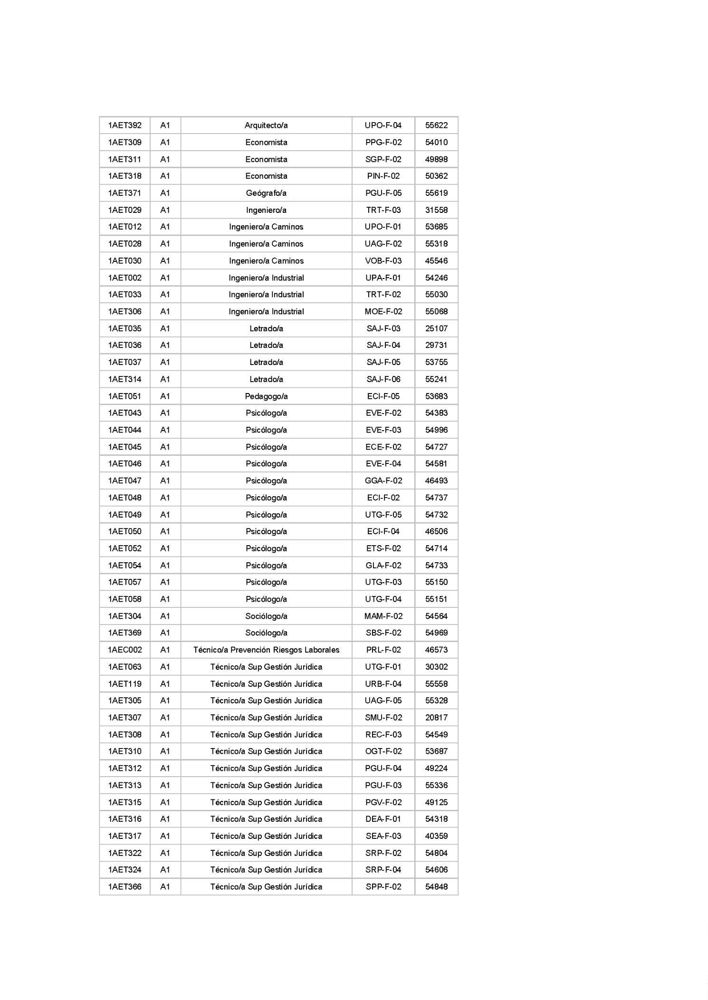 1AET392 A1 Arquitecto/a UPO-F-04 55622
1AET309 A1 Economista PPG-F-02 54010
1AET311 A1 Economista SGP-F-02 49898
1AET318 A1 Economista PIN-F-02 50362
1AET371 A1 Geógrafo/a PGU-F-05 55619
1AET029 A1 Ingeniero/a TRT-F-03 31558
1AET012 A1 Ingeniero/a Caminos UPO-F-01 53685
1AET028 A1 Ingeniero/a Caminos UAG-F-02 55318
1AET030 A1 Ingeniero/a Caminos VOB-F-03 45546
1AET002 A1 Ingeniero/a Industrial UPA-F-01 54246
1AET033 A1 Ingeniero/a Industrial TRT-F-02 55030
1AET306 A1 Ingeniero/a Industrial MOE-F-02 55068
1AET035 A1 Letrado/a SAJ-F-03 25107
1AET036 A1 Letrado/a SAJ-F-04 29731
1AET037 A1 Letrado/a SAJ-F-05 53755
1AET314 A1 Letrado/a SAJ-F-06 55241
1AET051 A1 Pedagogo/a ECI-F-05 53683
1AET043 A1 Psicólogo/a EVE-F-02 54383
1AET044 A1 Psicólogo/a EVE-F-03 54996
1AET045 A1 Psicólogo/a ECE-F-02 54727
1AET046 A1 Psicólogo/a EVE-F-04 54581
1AET047 A1 Psicólogo/a GGA-F-02 46493
1AET048 A1 Psicólogo/a ECI-F-02 54737
1AET049 A1 Psicólogo/a UTG-F-05 54732
1AET050 A1 Psicólogo/a ECI-F-04 46506
1AET052 A1 Psicólogo/a ETS-F-02 54714
1AET054 A1 Psicólogo/a GLA-F-02 54733
1AET057 A1 Psicólogo/a UTG-F-03 55150
1AET058 A1 Psicólogo/a UTG-F-04 55151
1AET304 A1 Sociólogo/a MAM-F-02 54564
1AET369 A1 Sociólogo/a SBS-F-02 54969
1AEC002 A1 Técnico/a Prevención Riesgos Laborales PRL-F-02 46573
1AET063 A1 Técnico/a Sup Gestión Jurídica UTG-F-01 30302
1AET119 A1 Técnico/a Sup Gestión Jurídica URB-F-04 55558
1AET305 A1 Técnico/a Sup Gestión Jurídica UAG-F-05 55328
1AET307 A1 Técnico/a Sup Gestión Jurídica SMU-F-02 20817
1AET308 A1 Técnico/a Sup Gestión Jurídica REC-F-03 54549
1AET310 A1 Técnico/a Sup Gestión Jurídica OGT-F-02 53687
1AET312 A1 Técnico/a Sup Gestión Jurídica PGU-F-04 49224
1AET313 A1 Técnico/a Sup Gestión Jurídica PGU-F-03 55336
1AET315 A1 Técnico/a Sup Gestión Jurídica PGV-F-02 49125
1AET316 A1 Técnico/a Sup Gestión Jurídica DEA-F-01 54318
1AET317 A1 Técnico/a Sup Gestión Jurídica SEA-F-03 40359
1AET322 A1 Técnico/a Sup Gestión Jurídica SRP-F-02 54804
1AET324 A1 Técnico/a Sup Gestión Jurídica SRP-F-04 54606
1AET366 A1 Técnico/a Sup Gestión Jurídica SPP-F-02 54848